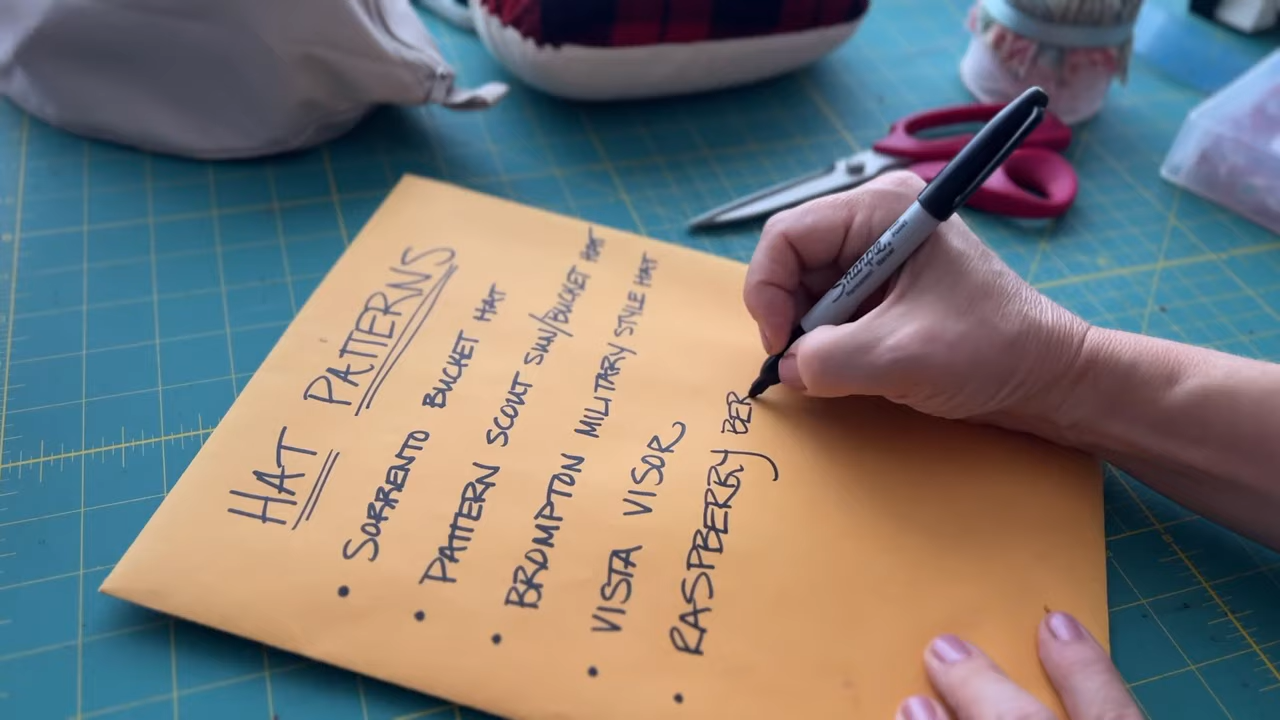 HAT PATTERNS
• SORRENTO BUCKET HAT
• PATTERN SCOUT SUN/BUCKET HAT
• BROMPTON MILITARY STYLE HAT
• VISTA VISOR
• RASPBERRY BER
Sharpie